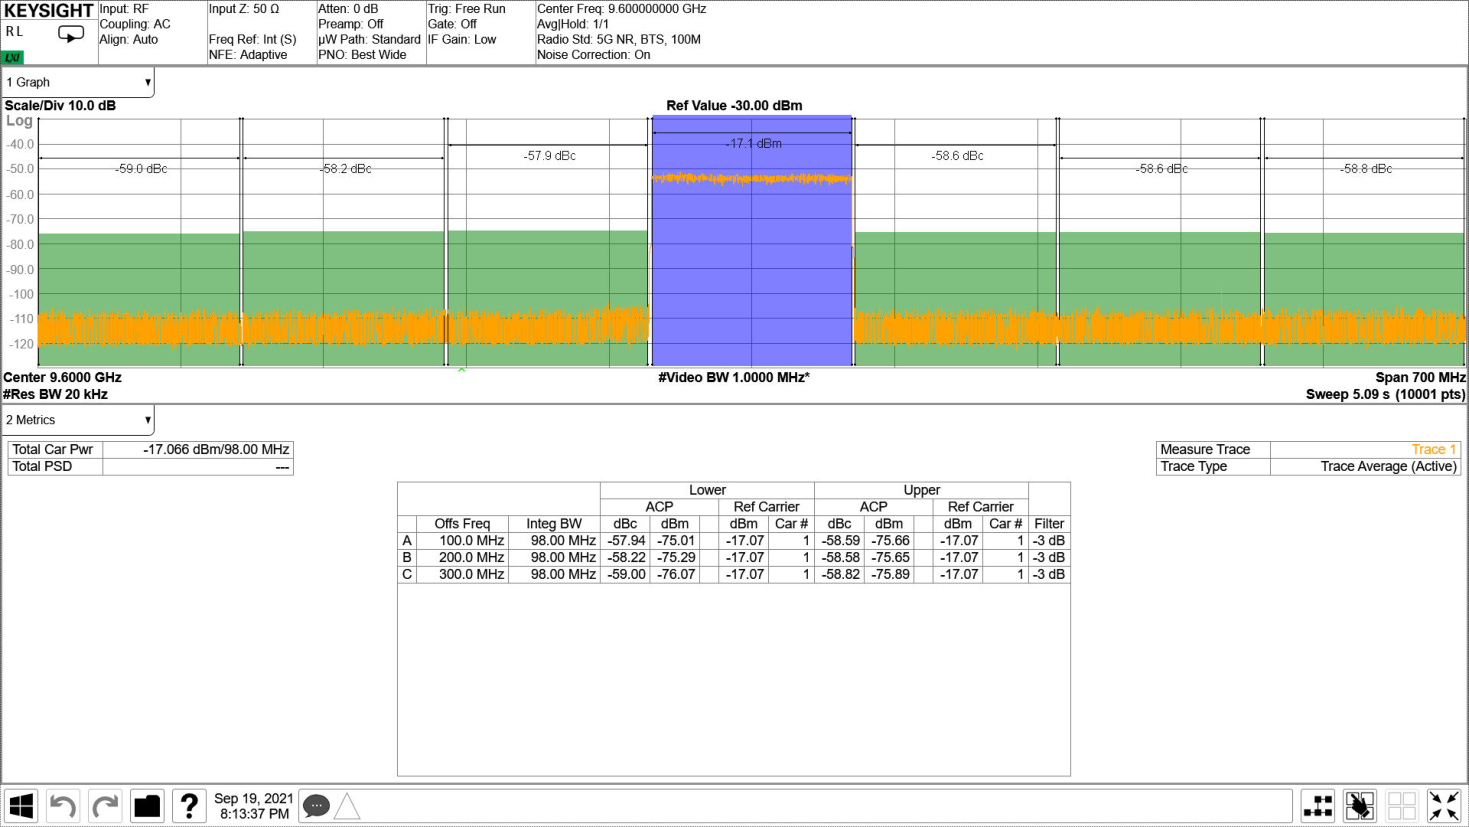 KEYSIGHT
RL
LXI
Input: RF
Coupling: AC
Align: Auto
Input Z: 50 Ω
Freq Ref: Int (S)
NFE: Adaptive
Atten: 0 dB
Preamp: Off
µW Path: Standard
PNO: Best Wide
Trig: Free Run
Gate: Off
IF Gain: Low
Center Freq: 9.600000000 GHz
Avg|Hold: 1/1
Radio Std: 5G NR, BTS, 100M
Noise Correction: On
1 Graph
Scale/Div 10.0 dB
Ref Value -30.00 dBm
Log
-40.0
-50.0
-60.0
-70.0
-80.0
-90.0
-100
-110
-120
-59.0 dBc
-58.2 dBc
-57.9 dBc
-17.1 dBm
-58.6 dBc
-58.6 dBc
-58.8 dBc
Center 9.6000 GHz
#Video BW 1.0000 MHz*
Span 700 MHz
#Res BW 20 kHz
Sweep 5.09 s (10001 pts)
2 Metrics
Total Car Pwr -17.066 dBm/98.00 MHz
Total PSD ---
Measure Trace Trace 1
Trace Type Trace Average (Active)
Lower Upper
ACP Ref Carrier ACP Ref Carrier
Offs Freq Integ BW dBc dBm dBm Car # dBc dBm dBm Car # Filter
A 100.0 MHz 98.00 MHz -57.94 -75.01 -17.07 1 -58.59 -75.66 -17.07 1 -3 dB
B 200.0 MHz 98.00 MHz -58.22 -75.29 -17.07 1 -58.58 -75.65 -17.07 1 -3 dB
C 300.0 MHz 98.00 MHz -59.00 -76.07 -17.07 1 -58.82 -75.89 -17.07 1 -3 dB
?
Sep 19, 2021
8:13:37 PM